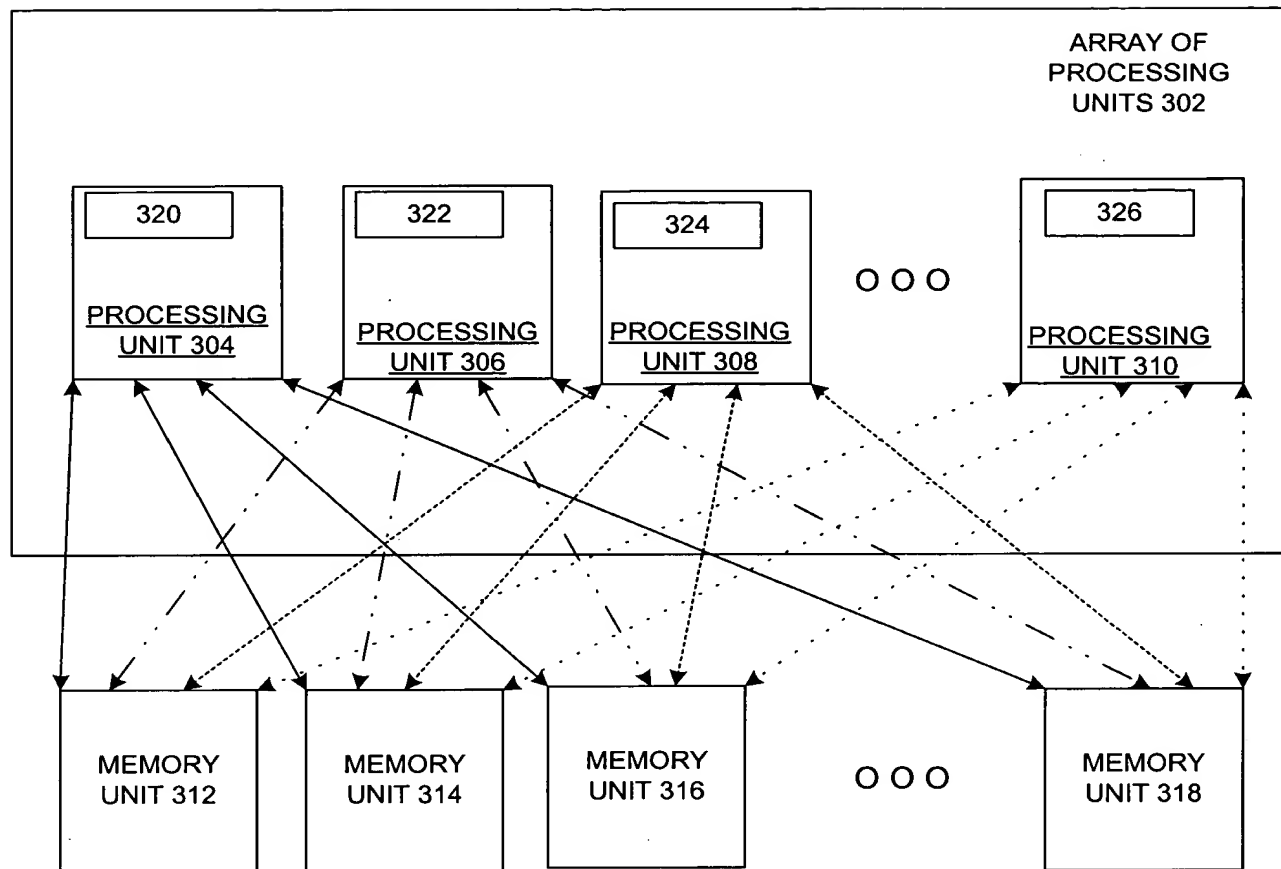 ARRAY OF
PROCESSING
UNITS 302
320
322
324
326
O O O
PROCESSING
UNIT 304
PROCESSING
UNIT 306
PROCESSING
UNIT 308
PROCESSING
UNIT 310
MEMORY
UNIT 312
MEMORY
UNIT 314
MEMORY
UNIT 316
O O O
MEMORY
UNIT 318